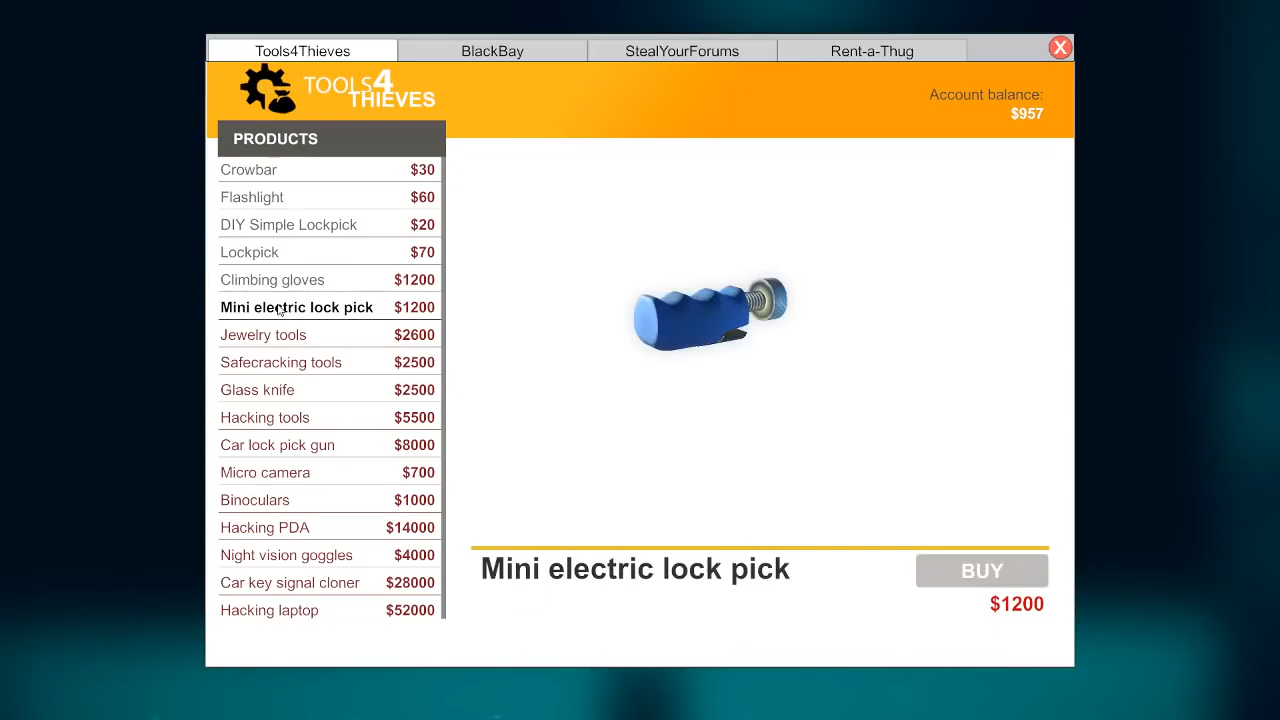 Tools4Thieves BlackBay StealYourForums Rent-a-Thug X
TOOLS4
THIEVES
Account balance:
$957
PRODUCTS
Crowbar $30
Flashlight $60
DIY Simple Lockpick $20
Lockpick $70
Climbing gloves $1200
Mini electric lock pick $1200
Jewelry tools $2600
Safecracking tools $2500
Glass knife $2500
Hacking tools $5500
Car lock pick gun $8000
Micro camera $700
Binoculars $1000
Hacking PDA $14000
Night vision goggles $4000
Car key signal cloner $28000
Hacking laptop $52000
Mini electric lock pick BUY
$1200